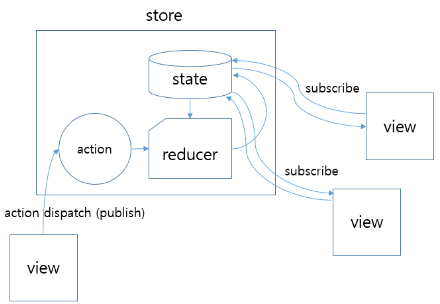 store
state
subscribe
action
reducer
view
subscribe
action dispatch (publish)
view
view